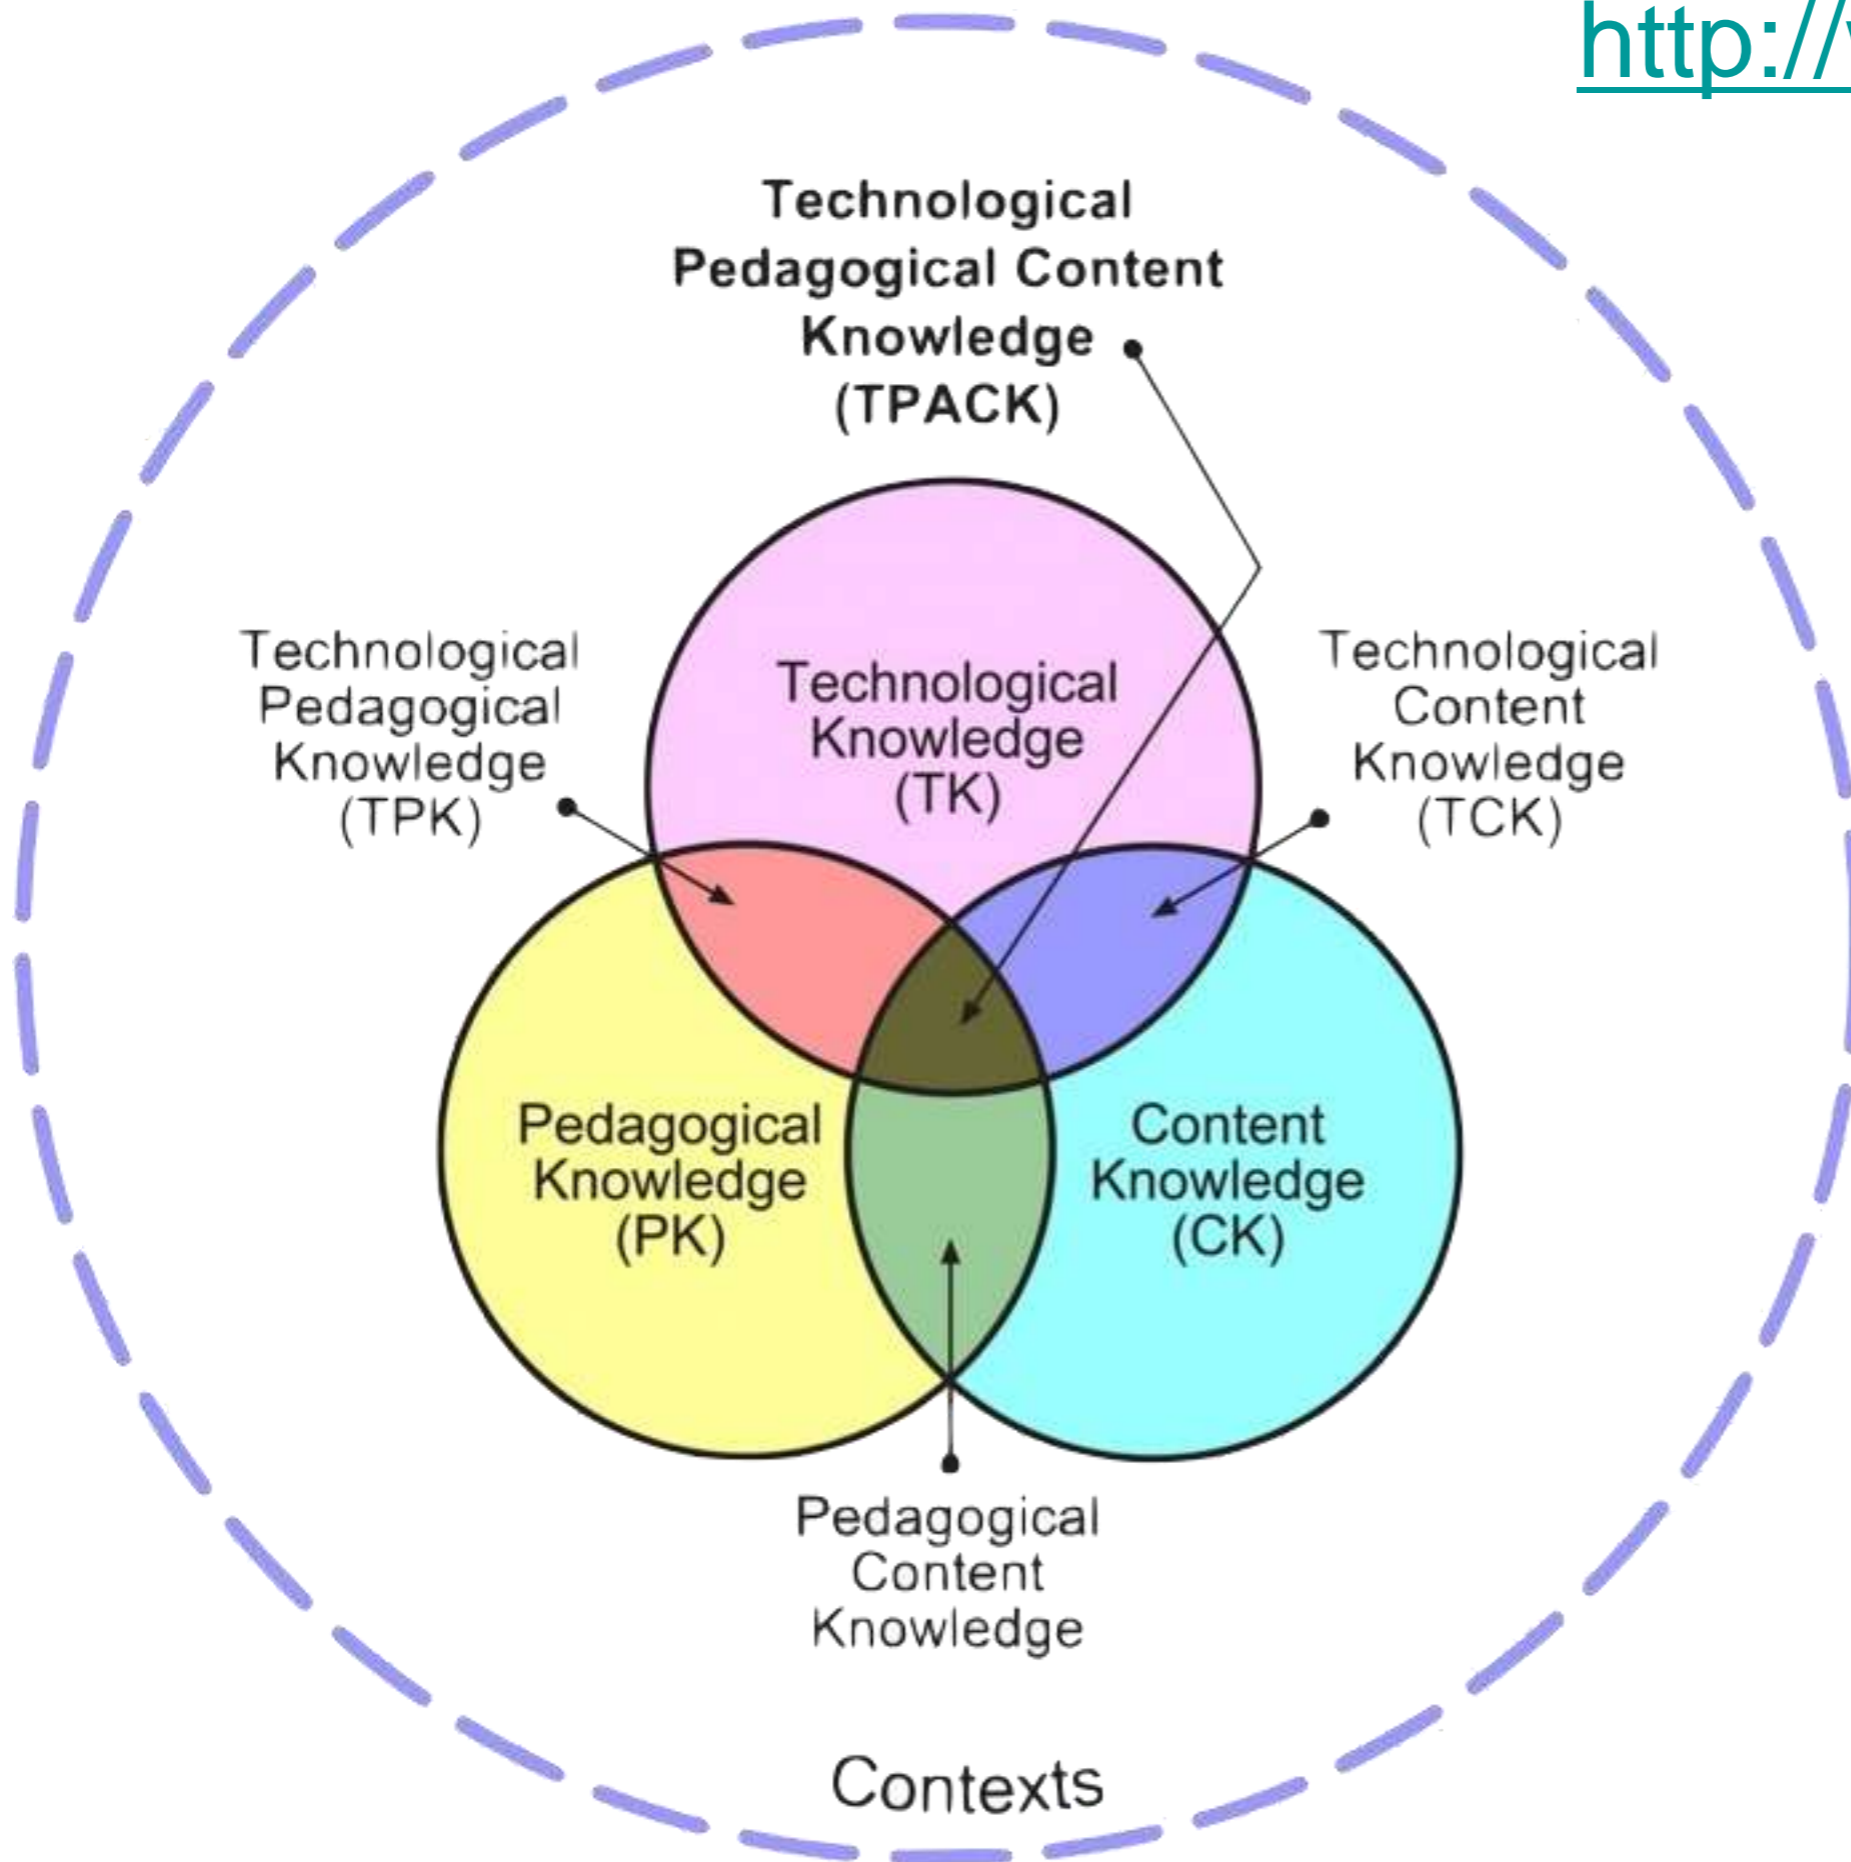 http://
Technological
Pedagogical Content
Knowledge
(TPACK)
Technological
Pedagogical
Knowledge
(TPK)
Technological
Knowledge
(TK)
Technological
Content
Knowledge
(TCK)
Pedagogical
Knowledge
(PK)
Content
Knowledge
(CK)
Pedagogical
Content
Knowledge
Contexts